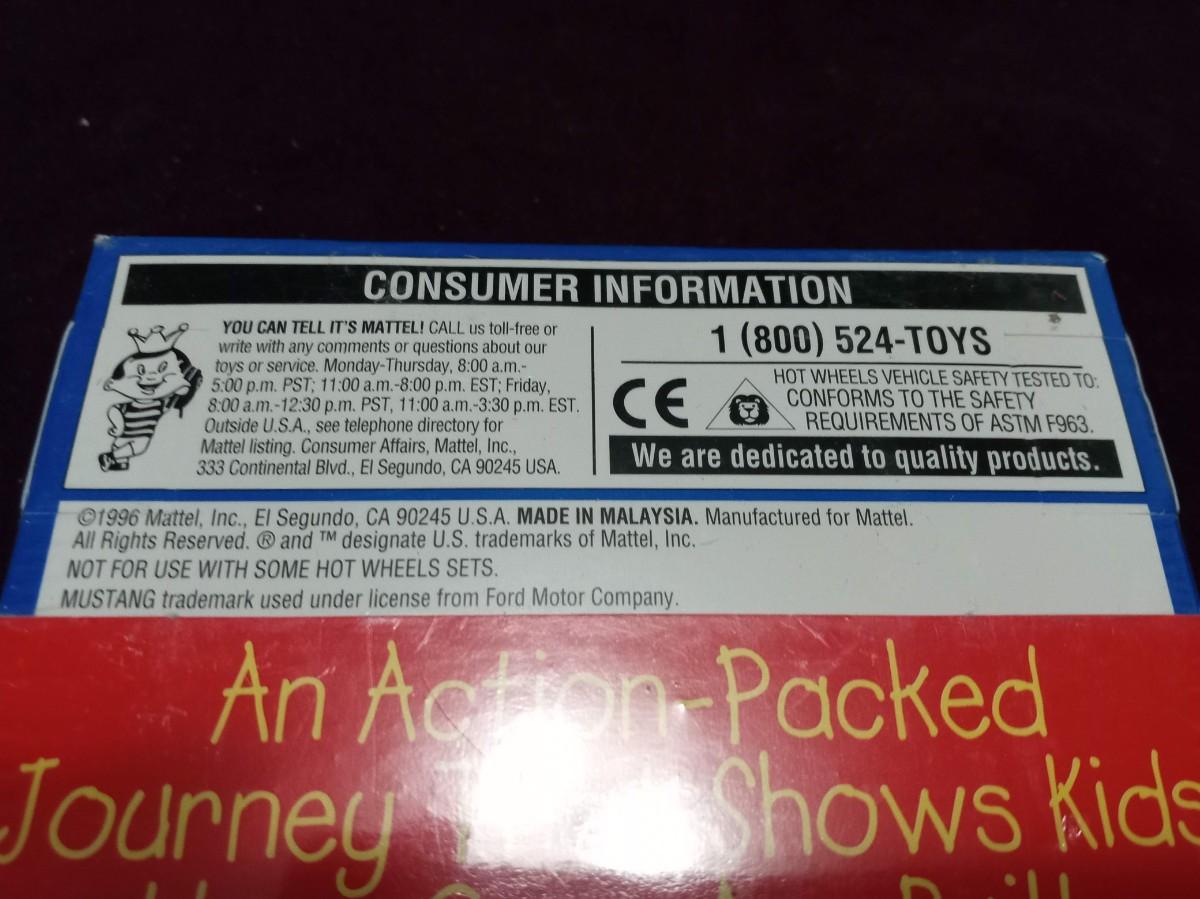 CONSUMER INFORMATION
YOU CAN TELL IT'S MATTEL! CALL us toll-free or
write with any comments or questions about our
toys or service. Monday-Thursday, 8:00 a.m.-
5:00 p.m. PST; 11:00 a.m.-8:00 p.m. EST; Friday,
8:00 a.m.-12:30 p.m. PST, 11:00 a.m.-3:30 p.m. EST.
Outside U.S.A., see telephone directory for
Mattel listing. Consumer Affairs, Mattel, Inc.,
333 Continental Blvd., El Segundo, CA 90245 USA.
1 (800) 524-TOYS
CE
HOT WHEELS VEHICLE SAFETY TESTED TO:
CONFORMS TO THE SAFETY
REQUIREMENTS OF ASTM F963.
We are dedicated to quality products.
©1996 Mattel, Inc., El Segundo, CA 90245 U.S.A. MADE IN MALAYSIA. Manufactured for Mattel.
All Rights Reserved. ® and ™ designate U.S. trademarks of Mattel, Inc.
NOT FOR USE WITH SOME HOT WHEELS SETS.
MUSTANG trademark used under license from Ford Motor Company.
An Action-Packed
Journey Shows Kids